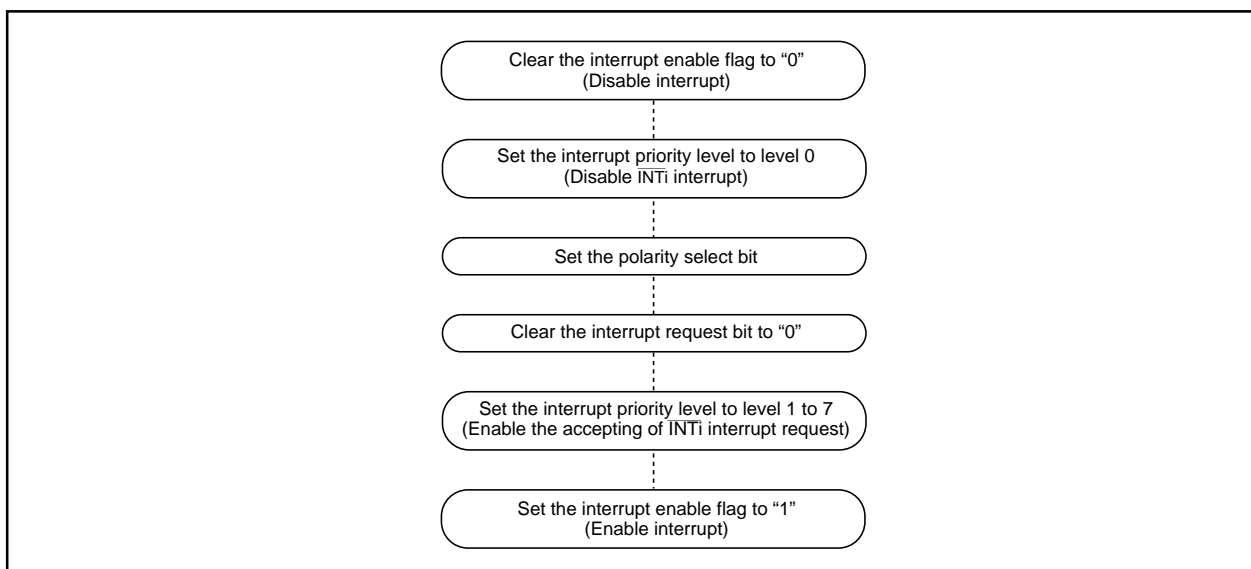 Clear the interrupt enable flag to “0”
(Disable interrupt)
Set the interrupt priority level to level 0
(Disable I̅N̅T̅i̅ interrupt)
Set the polarity select bit
Clear the interrupt request bit to “0”
Set the interrupt priority level to level 1 to 7
(Enable the accepting of I̅N̅T̅i̅ interrupt request)
Set the interrupt enable flag to “1”
(Enable interrupt)